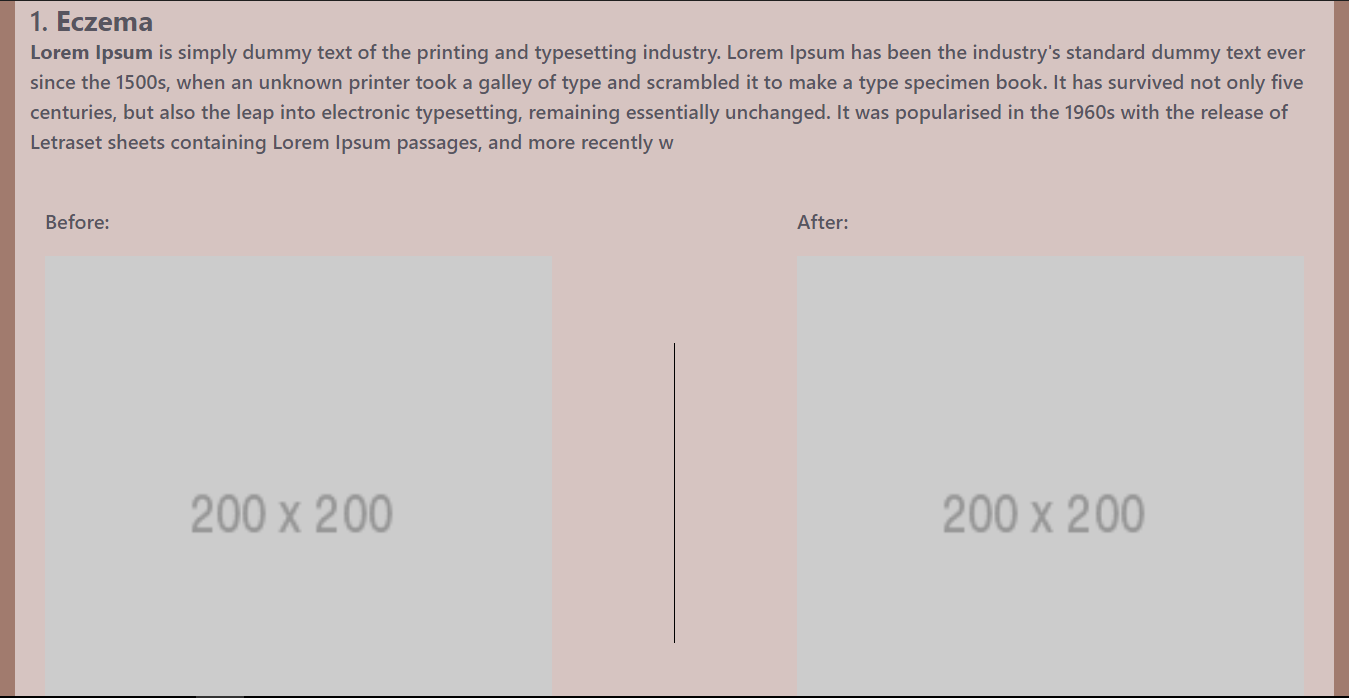 1. Eczema
Lorem Ipsum is simply dummy text of the printing and typesetting industry. Lorem Ipsum has been the industry's standard dummy text ever
since the 1500s, when an unknown printer took a galley of type and scrambled it to make a type specimen book. It has survived not only five
centuries, but also the leap into electronic typesetting, remaining essentially unchanged. It was popularised in the 1960s with the release of
Letraset sheets containing Lorem Ipsum passages, and more recently w
Before:
After:
200 x 200
200 x 200